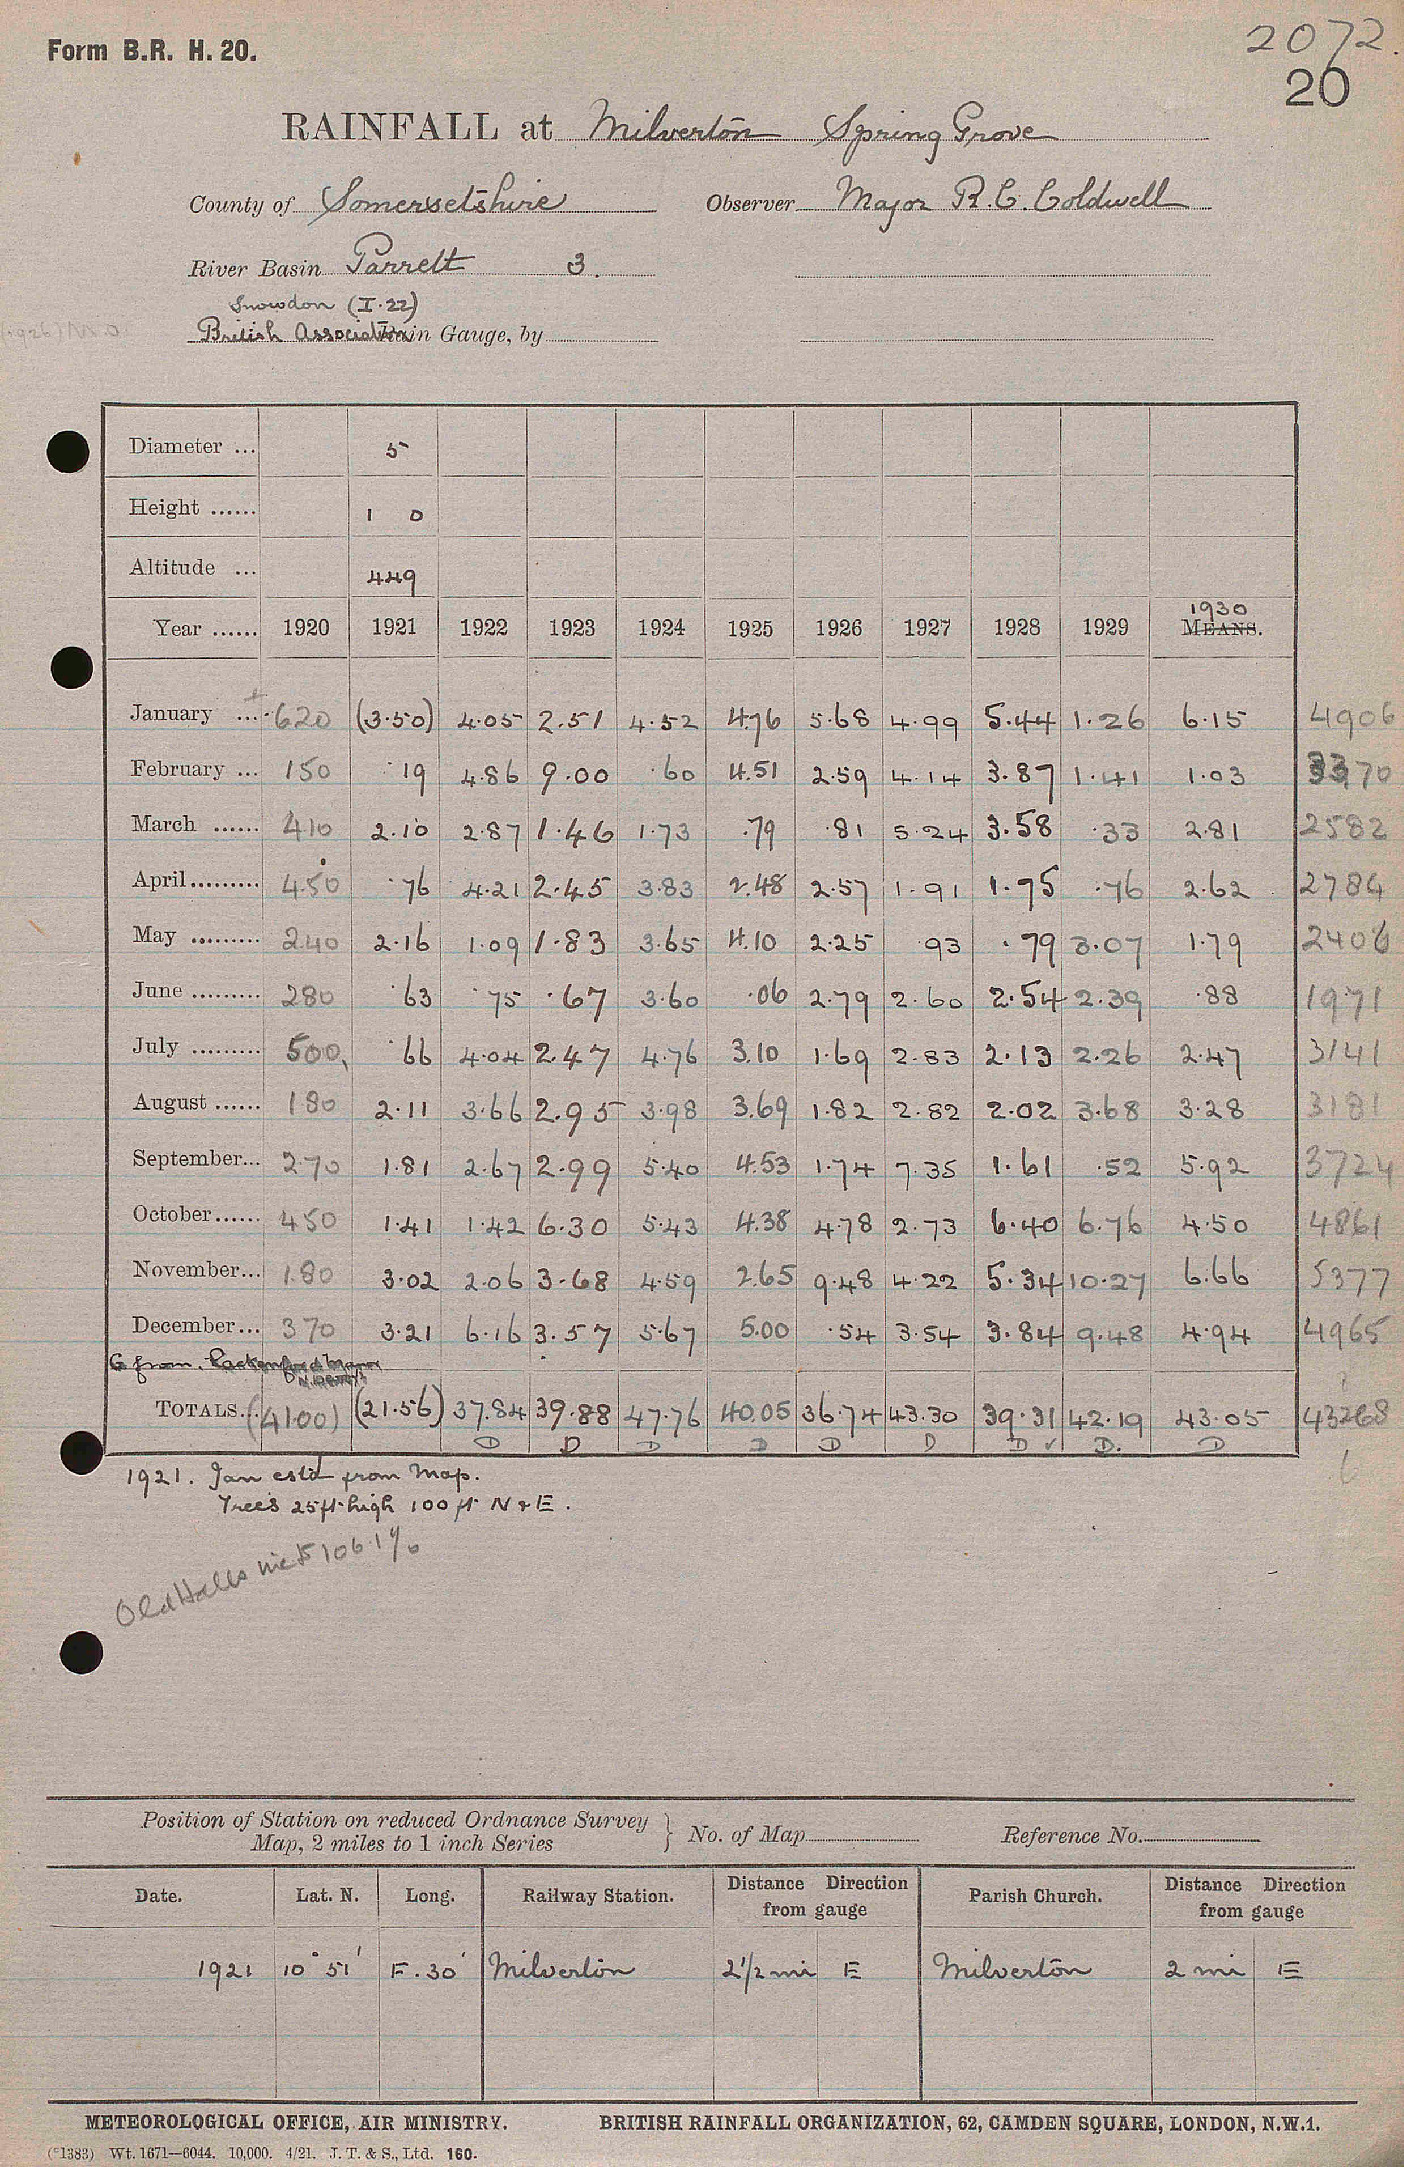 Form B.R. H. 20.
2072.
20
RAINFALL at Milverton Spring Grove
County of Somersetshire Observer Major R.C. Coldwell
River Basin Parrett 3.
Snowdon (I.22)
British Association Rain Gauge, by
Diameter ... 5
Height ...... 1 0
Altitude ... 449
1930
Year ...... 1920 1921 1922 1923 1924 1925 1926 1927 1928 1929 MEANS.
January ... 620 (3.50) 4.05 2.51 4.52 4.76 5.68 4.99 5.44 1.26 6.15 4906
February ... 150 .19 4.86 9.00 .60 4.51 2.59 4.14 3.87 1.41 1.03 3370
March ...... 410 2.10 2.87 1.46 1.73 .79 .81 5.24 3.58 .33 2.81 2582
April......... 450 .76 4.21 2.45 3.83 2.48 2.57 1.91 1.75 .76 2.62 2784
May ......... 240 2.16 1.09 1.83 3.65 4.10 2.25 .93 .79 3.07 1.79 2406
June ......... 280 .63 .75 .67 3.60 .06 2.79 2.60 2.54 2.39 .88 1971
July ......... 500 .66 4.04 2.47 4.76 3.10 1.69 2.83 2.13 2.26 2.47 3141
August ...... 180 2.11 3.66 2.95 3.98 3.69 1.82 2.82 2.02 3.68 3.28 3181
September... 270 1.81 2.67 2.99 5.40 4.53 1.74 7.35 1.61 .52 5.92 3724
October...... 450 1.41 1.42 6.30 5.43 4.38 4.78 2.73 6.40 6.76 4.50 4861
November... 180 3.02 2.06 3.68 4.59 2.65 9.48 4.22 5.34 10.27 6.66 5377
December... 370 3.21 6.16 3.57 5.67 5.00 .54 3.54 3.84 9.48 4.94 4965
from Rackenford Manor
TOTALS... (4100) (21.56) 37.84 39.88 47.76 40.05 36.74 43.30 39.31 42.19 43.05 43268
D D D D D D D ✓ D. D
1921. Jan estd from Map.
Trees 25ft high 100 ft N & E.
Old Halls 106.1%
Position of Station on reduced Ordnance Survey
Map, 2 miles to 1 inch Series } No. of Map Reference No.
Date. Lat. N. Long. Railway Station. Distance Direction from gauge Parish Church. Distance Direction from gauge
1921 10° 51' F. 30' Milverton 2 1/2 mi E Milverton 2 mi E
METEOROLOGICAL OFFICE, AIR MINISTRY. BRITISH RAINFALL ORGANIZATION, 62, CAMDEN SQUARE, LONDON, N.W.1.
(*1383) Wt. 1671—6044. 10,000. 4/21. J. T. & S., Ltd. 160.